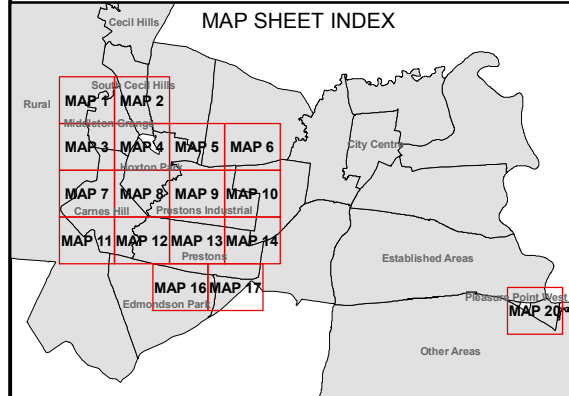 MAP SHEET INDEX
Cecil Hills
Rural
South Cecil Hills
MAP 1 MAP 2
Middleton Grange
MAP 3 MAP 4 MAP 5 MAP 6
City Centre
Hoxton Park
MAP 7 MAP 8 MAP 9 MAP 10
Carnes Hill Prestons Industrial
MAP 11 MAP 12 MAP 13 MAP 14
Prestons Established Areas
MAP 16 MAP 17
Edmondson Park Pleasure Point West
MAP 20
Other Areas